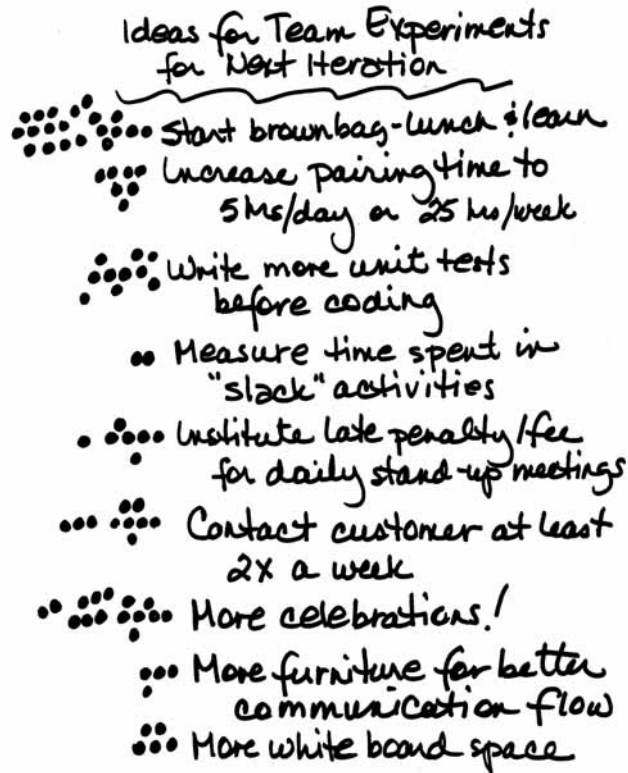 Ideas for Team Experiments
for Next Iteration
Start brownbag-lunch & learn
Increase pairing time to
5 hrs/day or 25 hrs/week
Write more unit tests
before coding
Measure time spent in
"slack" activities
Institute late penalty/fee
for daily stand-up meetings
Contact customer at least
2x a week
More celebrations!
More furniture for better
communication flow
More white board space